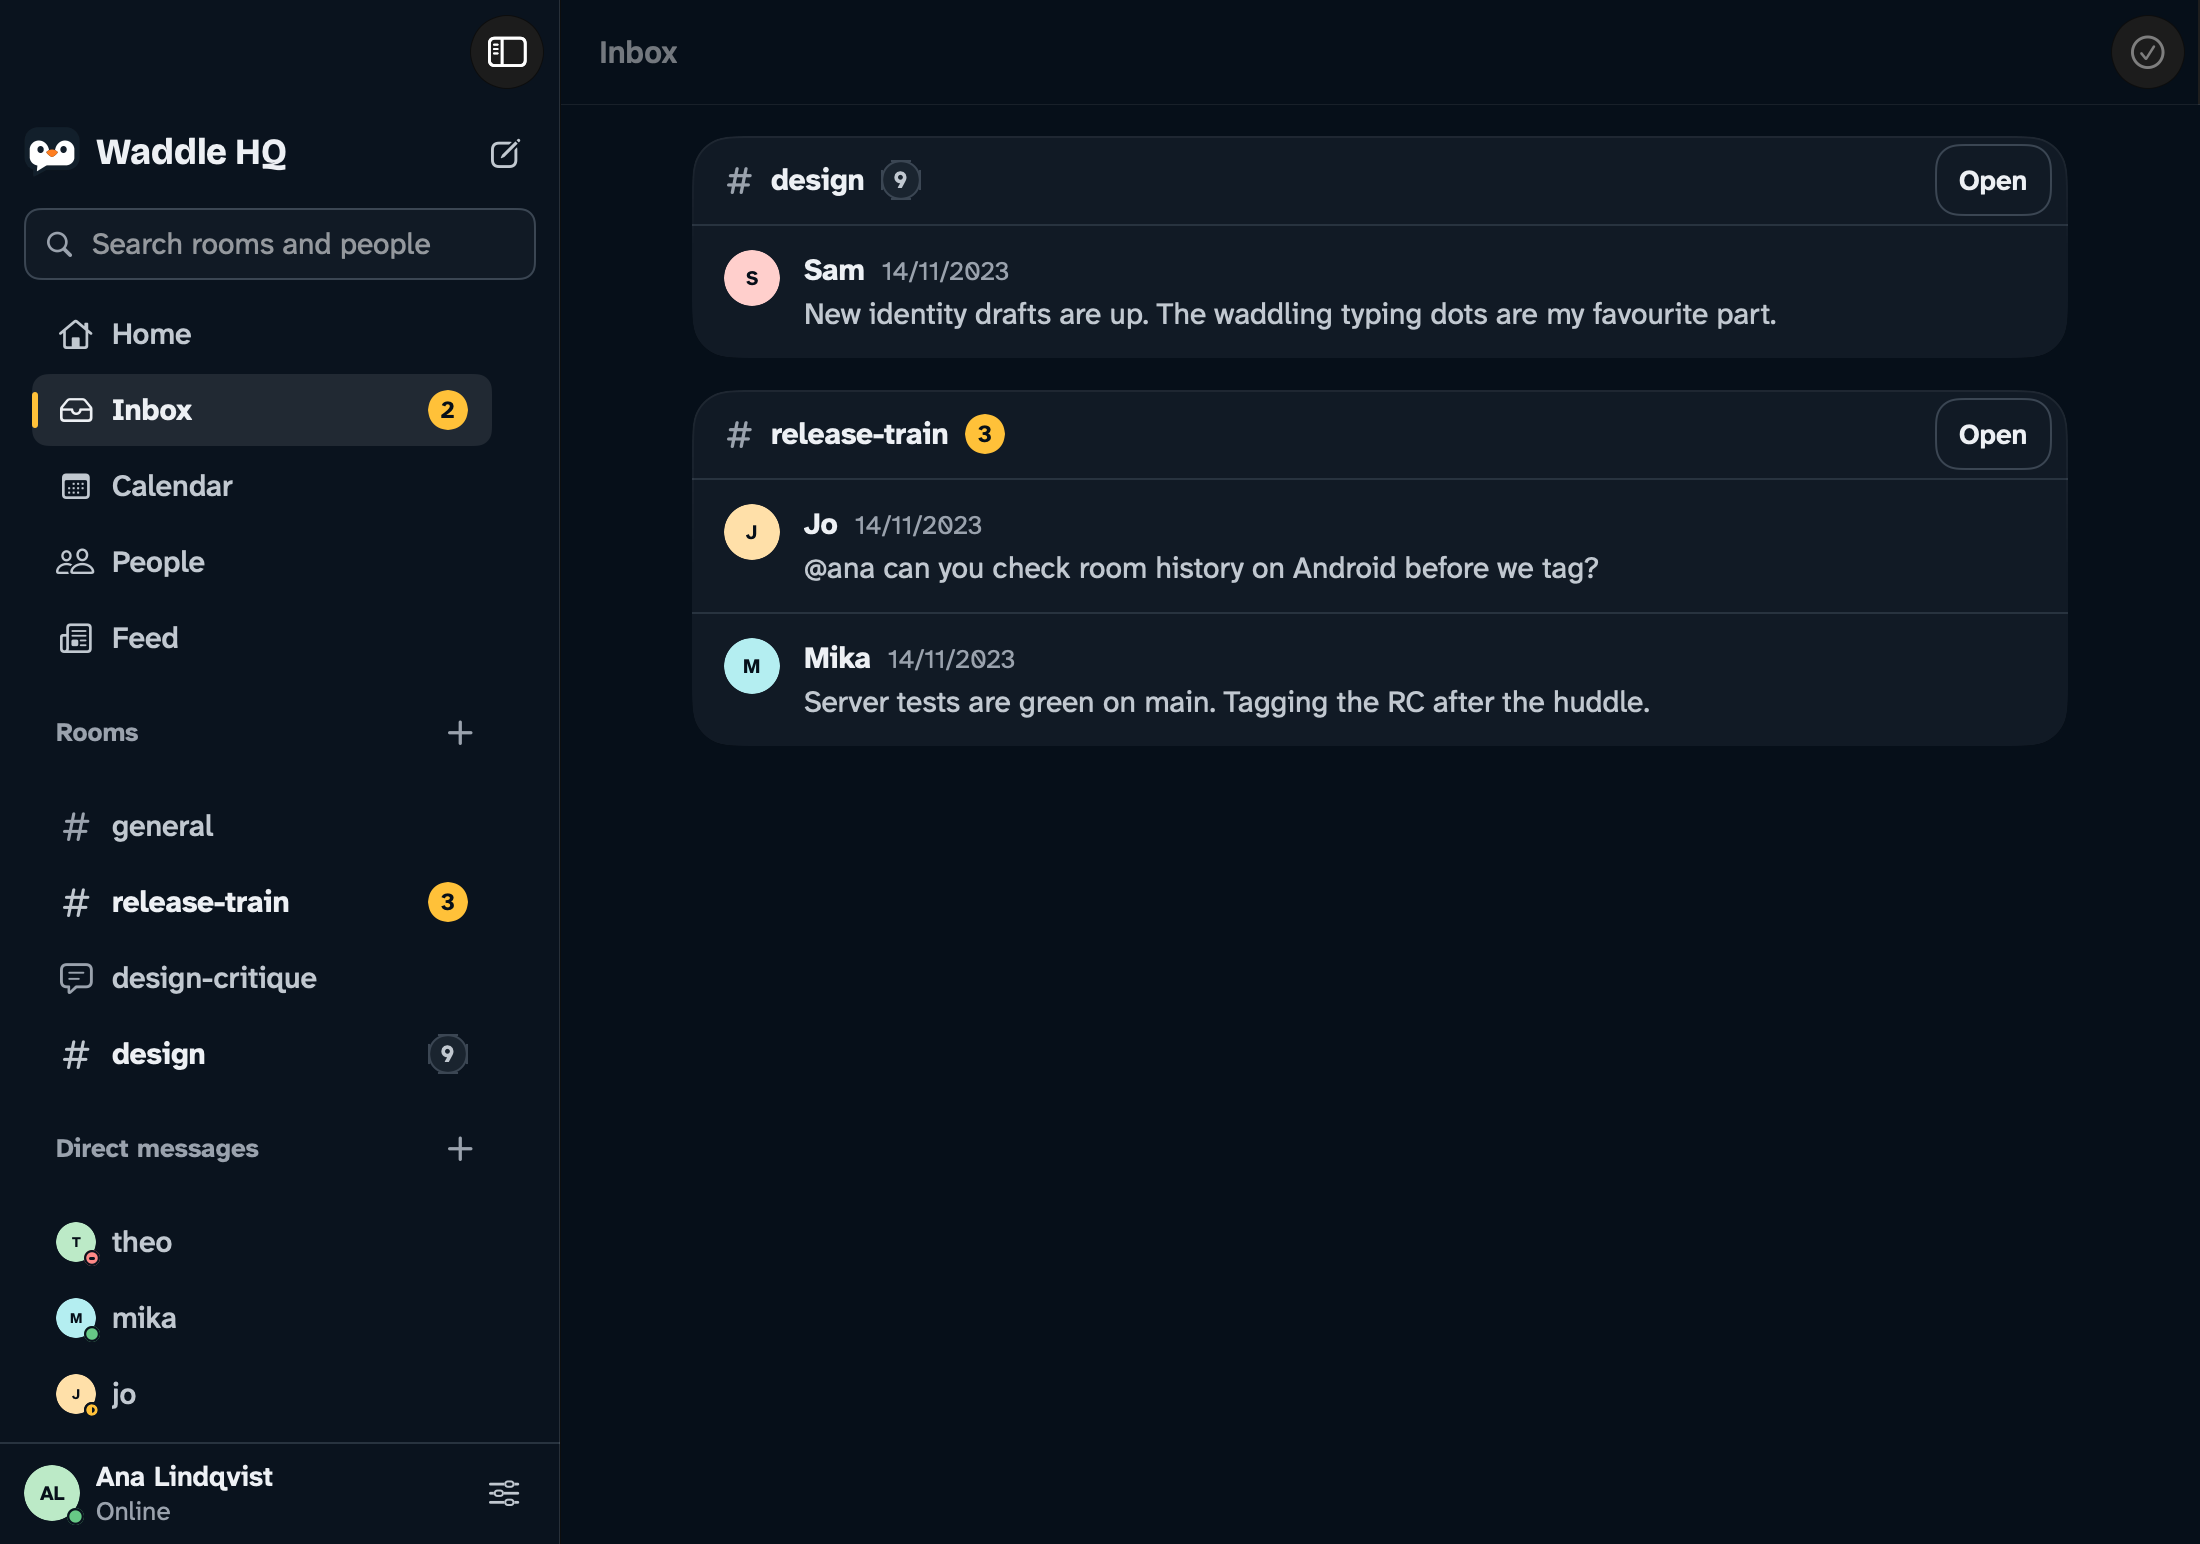 Waddle HQ
Search rooms and people
Home
Inbox 2
Calendar
People
Feed
Rooms
# general
# release-train 3
design-critique
# design 9
Direct messages
T theo
M mika
J jo
AL Ana Lindqvist
Online
Inbox
# design 9 Open
S Sam 14/11/2023
New identity drafts are up. The waddling typing dots are my favourite part.
# release-train 3 Open
J Jo 14/11/2023
@ana can you check room history on Android before we tag?
M Mika 14/11/2023
Server tests are green on main. Tagging the RC after the huddle.